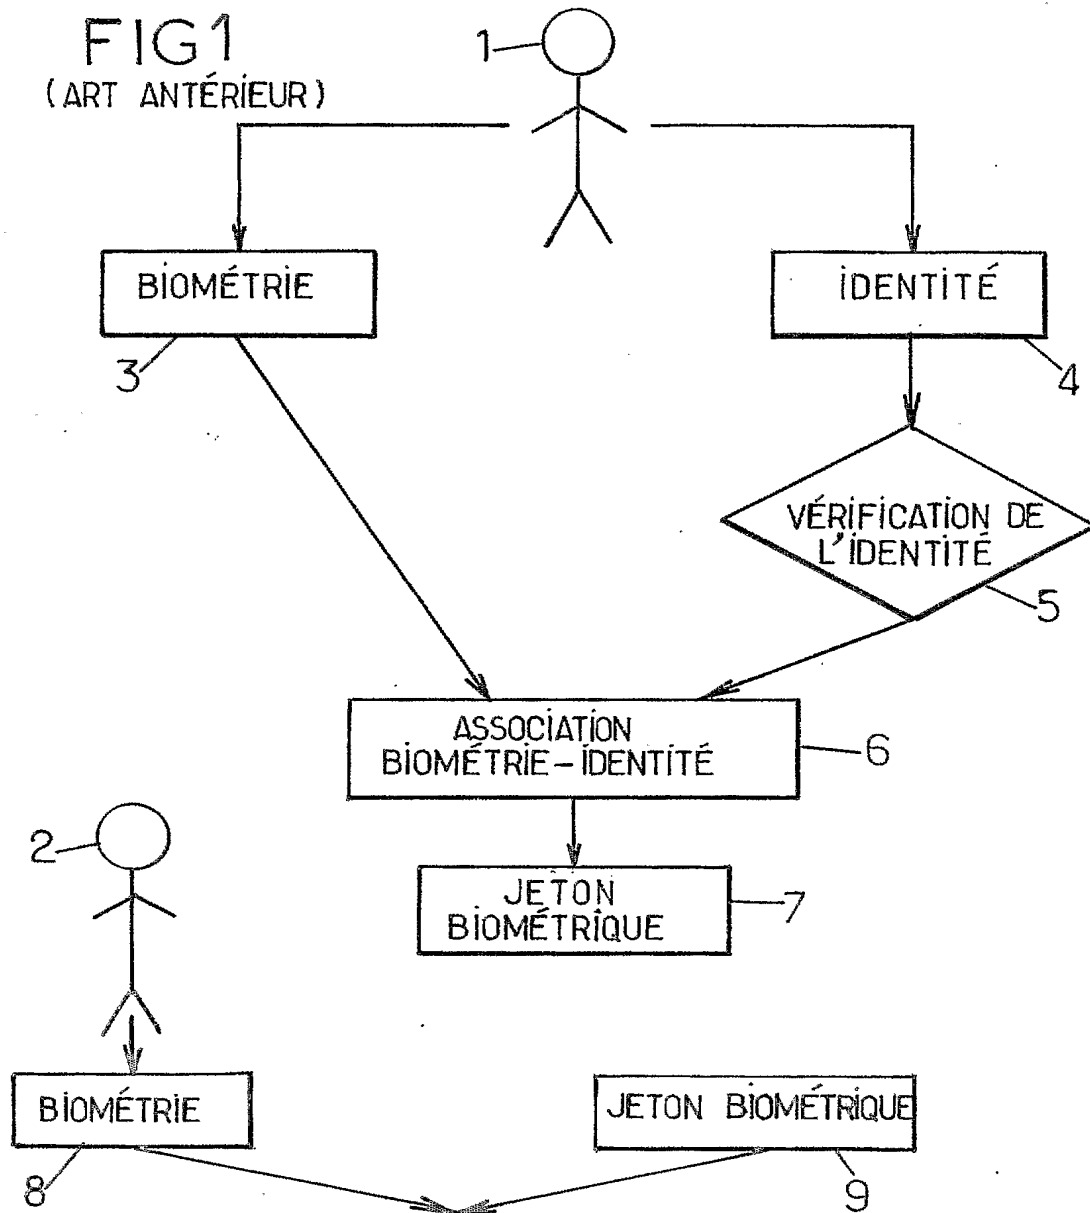 FIG1
(ART ANTÉRIEUR)
1
BIOMÉTRIE
IDENTITÉ
3
4
VÉRIFICATION DE
L'IDENTITÉ
5
ASSOCIATION
BIOMÉTRIE-IDENTITÉ
6
2
JETON
BIOMÉTRIQUE
7
BIOMÉTRIE
JETON BIOMÉTRIQUE
8
9